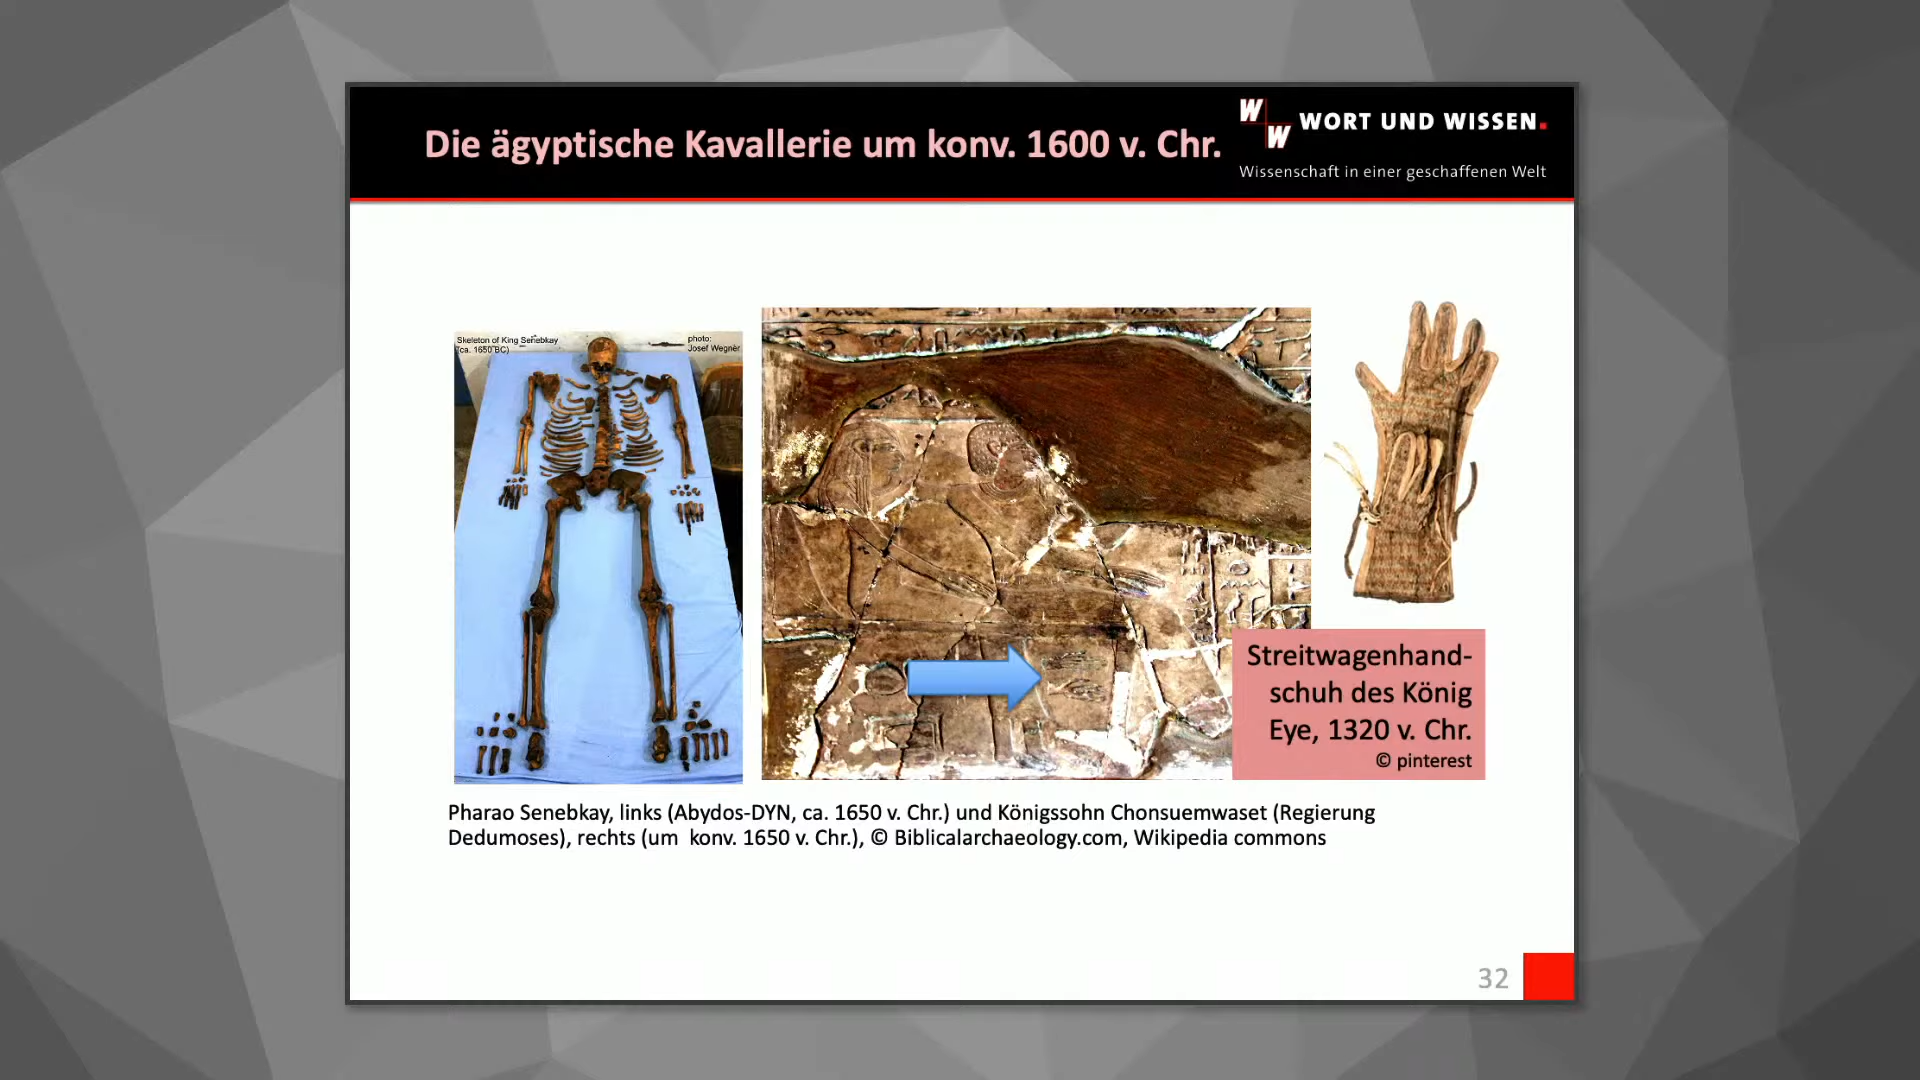 Die ägyptische Kavallerie um konv. 1600 v. Chr.
W
W
WORT UND WISSEN.
Wissenschaft in einer geschaffenen Welt
Skeleton of King Senebkay
(ca. 1650 BC)
photo:
Josef Wegner
Streitwagenhand-
schuh des König
Eye, 1320 v. Chr.
© pinterest
Pharao Senebkay, links (Abydos-DYN, ca. 1650 v. Chr.) und Königssohn Chonsuemwaset (Regierung
Dedumoses), rechts (um konv. 1650 v. Chr.), © Biblicalarchaeology.com, Wikipedia commons
32